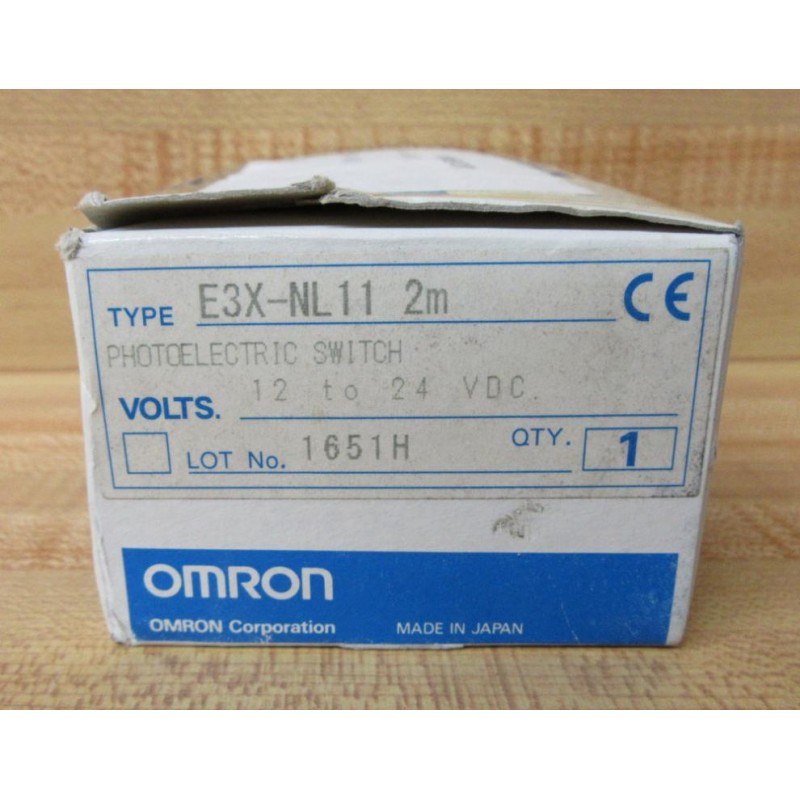 TYPE E3X-NL11 2m CE
PHOTOELECTRIC SWITCH
VOLTS. 12 to 24 VDC.
LOT No. 1651H QTY. 1
OMRON
OMRON Corporation MADE IN JAPAN